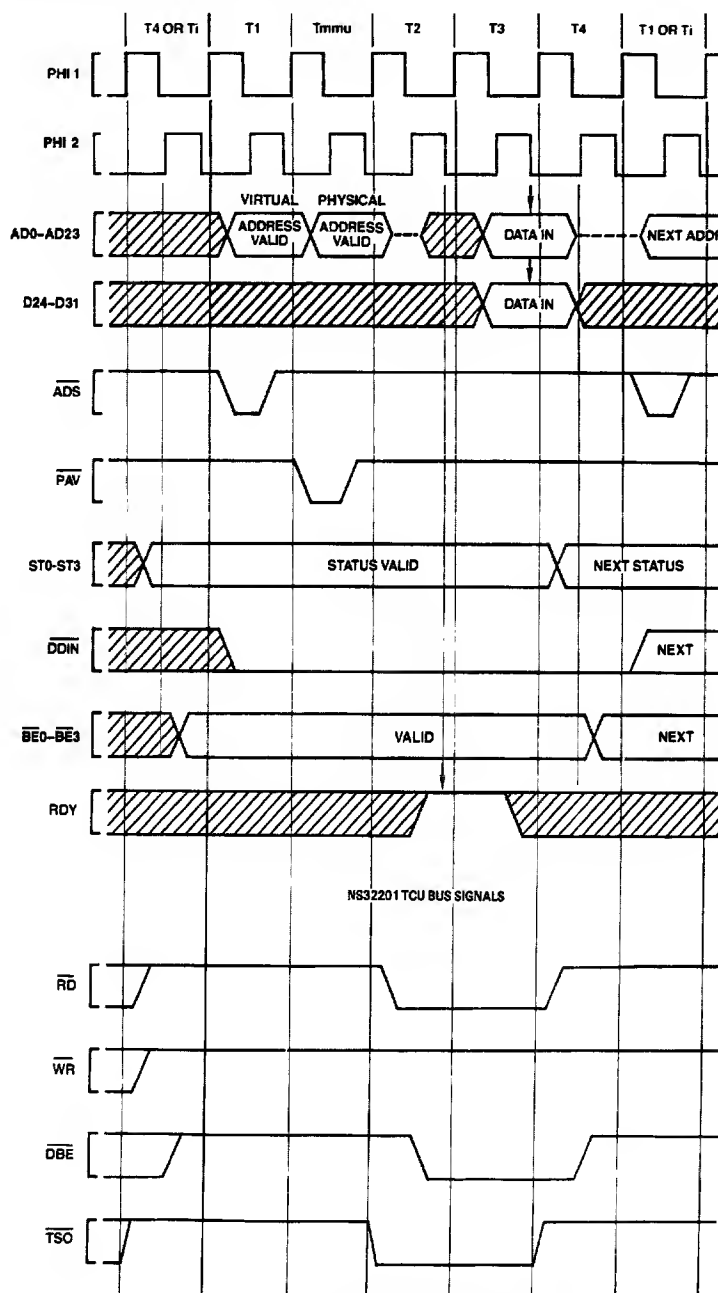 T4 OR Ti T1 Tmmu T2 T3 T4 T1 OR Ti
PHI 1
PHI 2
VIRTUAL PHYSICAL
AD0–AD23 ADDRESS VALID ADDRESS VALID DATA IN NEXT ADDR
D24–D31 DATA IN
ADS
PAV
ST0-ST3 STATUS VALID NEXT STATUS
DDIN NEXT
BE0–BE3 VALID NEXT
RDY
NS32201 TCU BUS SIGNALS
RD
WR
DBE
TSO